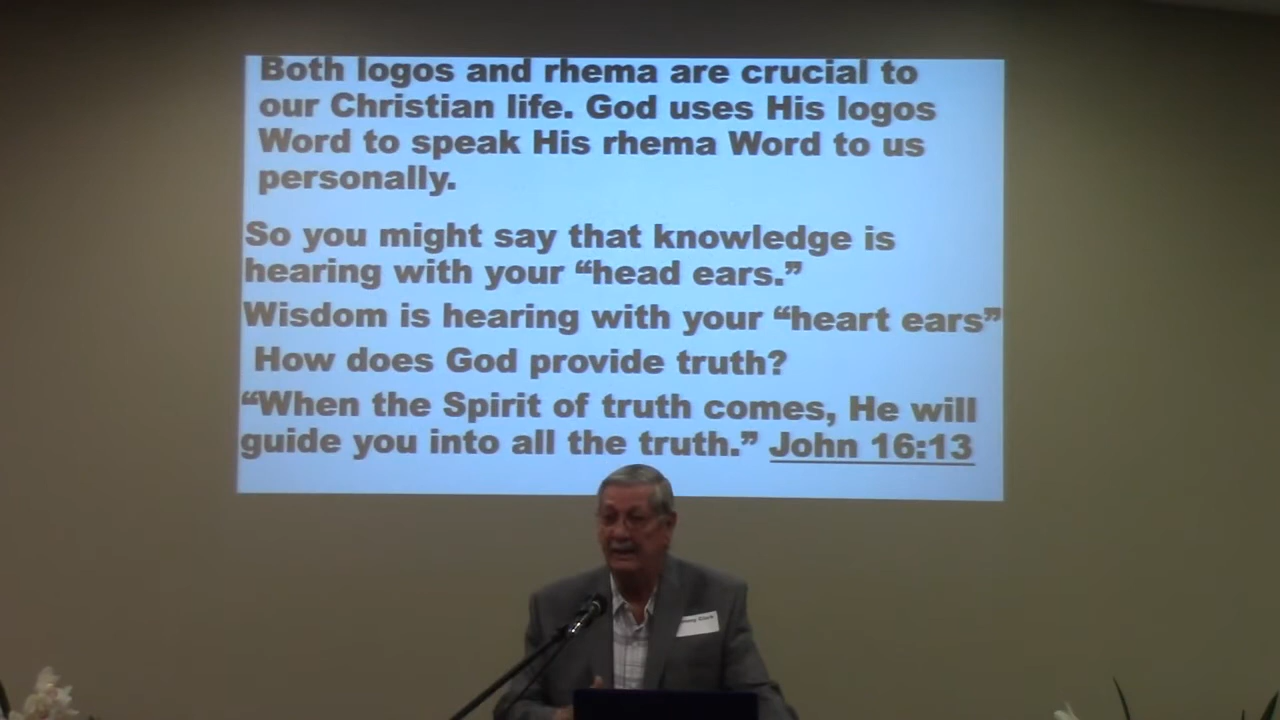 Both logos and rhema are crucial to
our Christian life. God uses His logos
Word to speak His rhema Word to us
personally.
So you might say that knowledge is
hearing with your “head ears.”
Wisdom is hearing with your “heart ears”
How does God provide truth?
“When the Spirit of truth comes, He will
guide you into all the truth.” John 16:13